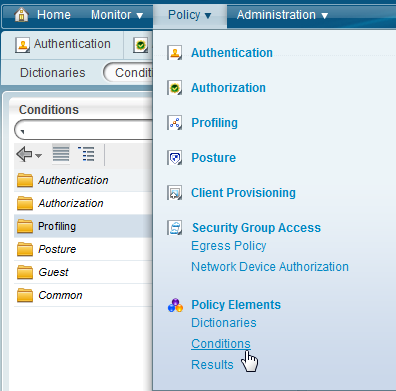 Home Monitor Policy Administration
Authentication
Dictionaries
Conditions
Authentication
Authorization
Profiling
Posture
Guest
Common
Authentication
Authorization
Profiling
Posture
Client Provisioning
Security Group Access
Egress Policy
Network Device Authorization
Policy Elements
Dictionaries
Conditions
Results